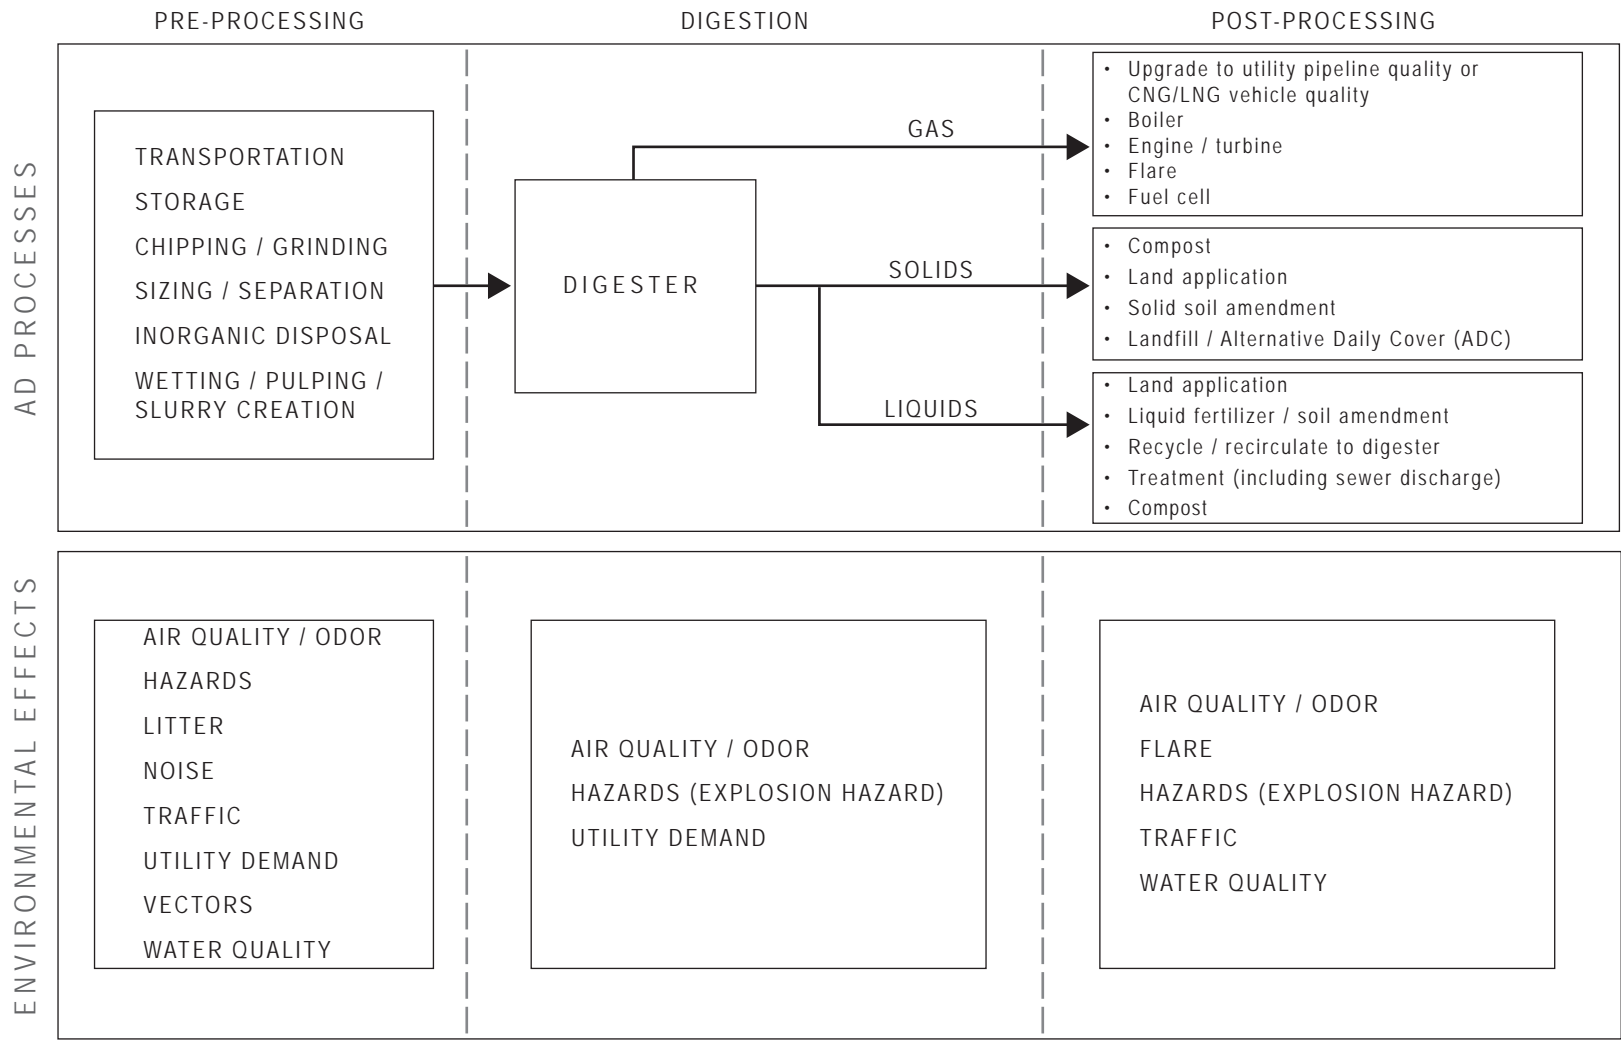 PRE-PROCESSING
DIGESTION
POST-PROCESSING
AD PROCESSES
TRANSPORTATION
STORAGE
CHIPPING / GRINDING
SIZING / SEPARATION
INORGANIC DISPOSAL
WETTING / PULPING /
SLURRY CREATION
DIGESTER
GAS
SOLIDS
LIQUIDS
• Upgrade to utility pipeline quality or
CNG/LNG vehicle quality
• Boiler
• Engine / turbine
• Flare
• Fuel cell
• Compost
• Land application
• Solid soil amendment
• Landfill / Alternative Daily Cover (ADC)
• Land application
• Liquid fertilizer / soil amendment
• Recycle / recirculate to digester
• Treatment (including sewer discharge)
• Compost
ENVIRONMENTAL EFFECTS
AIR QUALITY / ODOR
HAZARDS
LITTER
NOISE
TRAFFIC
UTILITY DEMAND
VECTORS
WATER QUALITY
AIR QUALITY / ODOR
HAZARDS (EXPLOSION HAZARD)
UTILITY DEMAND
AIR QUALITY / ODOR
FLARE
HAZARDS (EXPLOSION HAZARD)
TRAFFIC
WATER QUALITY